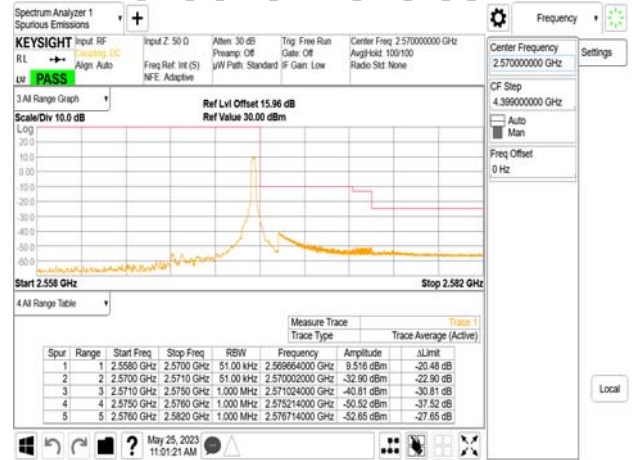 Spectrum Analyzer 1
Spurious Emissions
Frequency
KEYSIGHT
RL
LW PASS
Input: RF
Coupling: DC
Align: Auto
Input Z: 50 Ω
Freq Ref: Int (S)
NFE: Adaptive
Atten: 30 dB
Preamp: Off
µW Path: Standard
Trig: Free Run
Gate: Off
IF Gain: Low
Center Freq: 2.570000000 GHz
Avg|Hold: 100/100
Radio Std: None
Center Frequency
2.570000000 GHz
Settings
CF Step
4.399000000 GHz
Auto
Man
Freq Offset
0 Hz
Local
3 All Range Graph
Scale/Div 10.0 dB
Ref Lvl Offset 15.96 dB
Ref Value 30.00 dBm
Log
20.0
10.0
0.00
-10.0
-20.0
-30.0
-40.0
-50.0
-60.0
Start 2.558 GHz
Stop 2.582 GHz
4 All Range Table
Measure Trace Trace 1
Trace Type Trace Average (Active)
Spur Range Start Freq Stop Freq RBW Frequency Amplitude ΔLimit
1 1 2.5580 GHz 2.5700 GHz 51.00 kHz 2.569664000 GHz 9.516 dBm -20.48 dB
2 2 2.5700 GHz 2.5710 GHz 51.00 kHz 2.570002000 GHz -32.90 dBm -22.90 dB
3 3 2.5710 GHz 2.5750 GHz 1.000 MHz 2.571024000 GHz -40.81 dBm -30.81 dB
4 4 2.5750 GHz 2.5760 GHz 1.000 MHz 2.575214000 GHz -50.52 dBm -37.52 dB
5 5 2.5760 GHz 2.5820 GHz 1.000 MHz 2.576714000 GHz -52.65 dBm -27.65 dB
May 25, 2023
11:01:21 AM